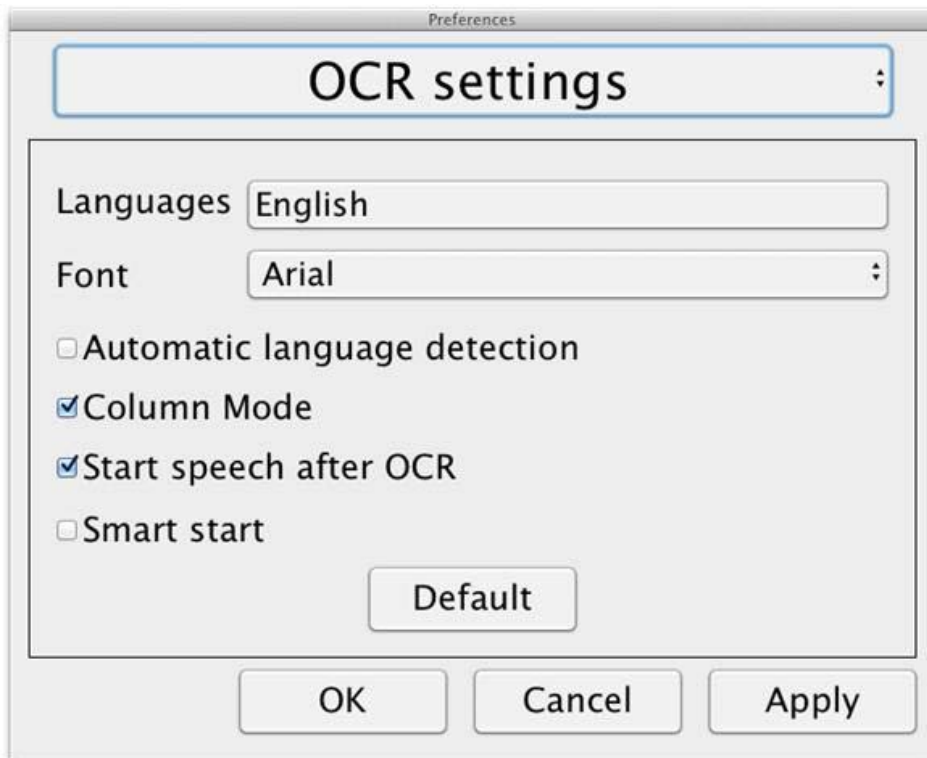 Preferences
OCR settings
Languages English
Font Arial
Automatic language detection
Column Mode
Start speech after OCR
Smart start
Default
OK Cancel Apply